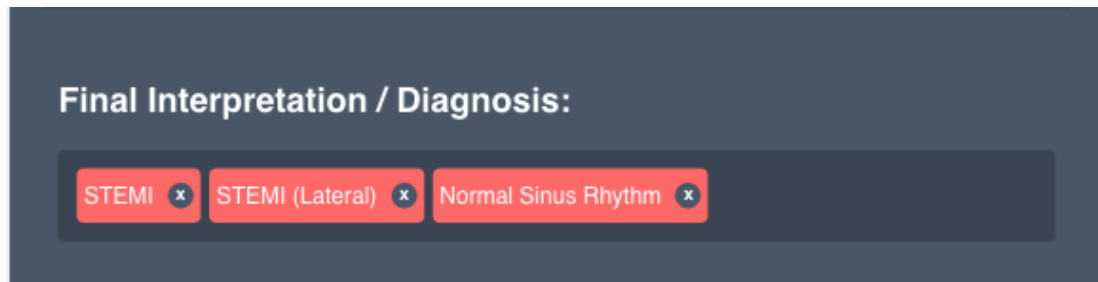 Final Interpretation / Diagnosis:
STEMI x STEMI (Lateral) x Normal Sinus Rhythm x